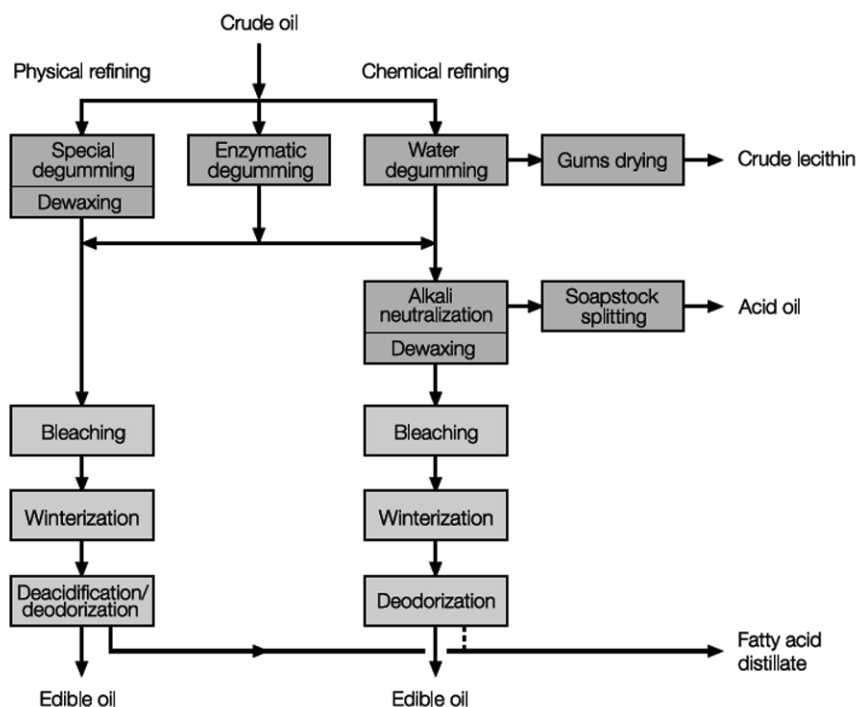 Crude oil
Physical refining
Chemical refining
Special
degumming
Dewaxing
Enzymatic
degumming
Water
degumming
Gums drying
Crude lecithin
Alkali
neutralization
Dewaxing
Soapstock
splitting
Acid oil
Bleaching
Bleaching
Winterization
Winterization
Deacidification/
deodorization
Deodorization
Fatty acid
distillate
Edible oil
Edible oil